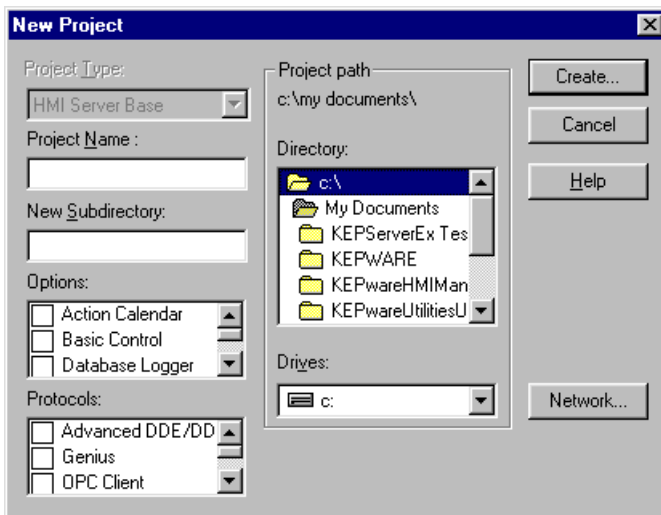 New Project
Project Type:
HMI Server Base
Project Name :
New Subdirectory:
Options:
Action Calendar
Basic Control
Database Logger
Protocols:
Advanced DDE/DD
Genius
OPC Client
Project path
c:\my documents\
Directory:
c:\
My Documents
KEPServerEx Tes
KEPWARE
KEPwareHMIMan
KEPwareUtilitiesU
Drives:
c:
Create...
Cancel
Help
Network...